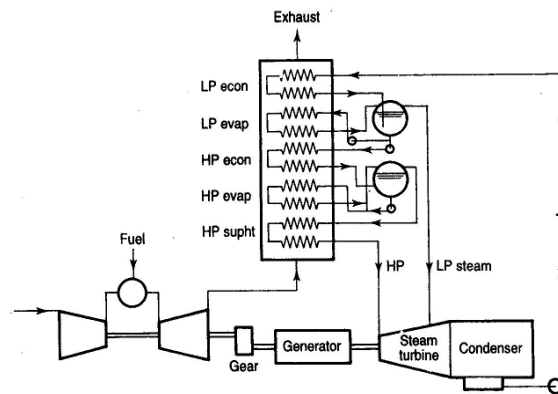 Exhaust
LP econ
LP evap
HP econ
HP evap
HP supht
Fuel
HP
LP steam
Gear
Generator
Steam
turbine
Condenser